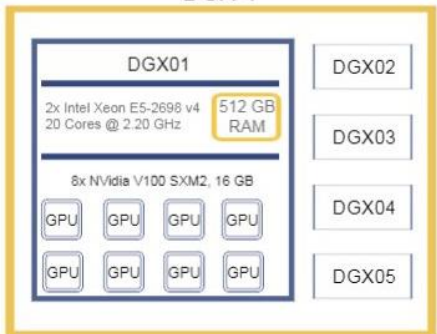 DGX01
2x Intel Xeon E5-2698 v4
20 Cores @ 2.20 GHz
512 GB
RAM
8x NVidia V100 SXM2, 16 GB
GPU GPU GPU GPU
GPU GPU GPU GPU
DGX02
DGX03
DGX04
DGX05